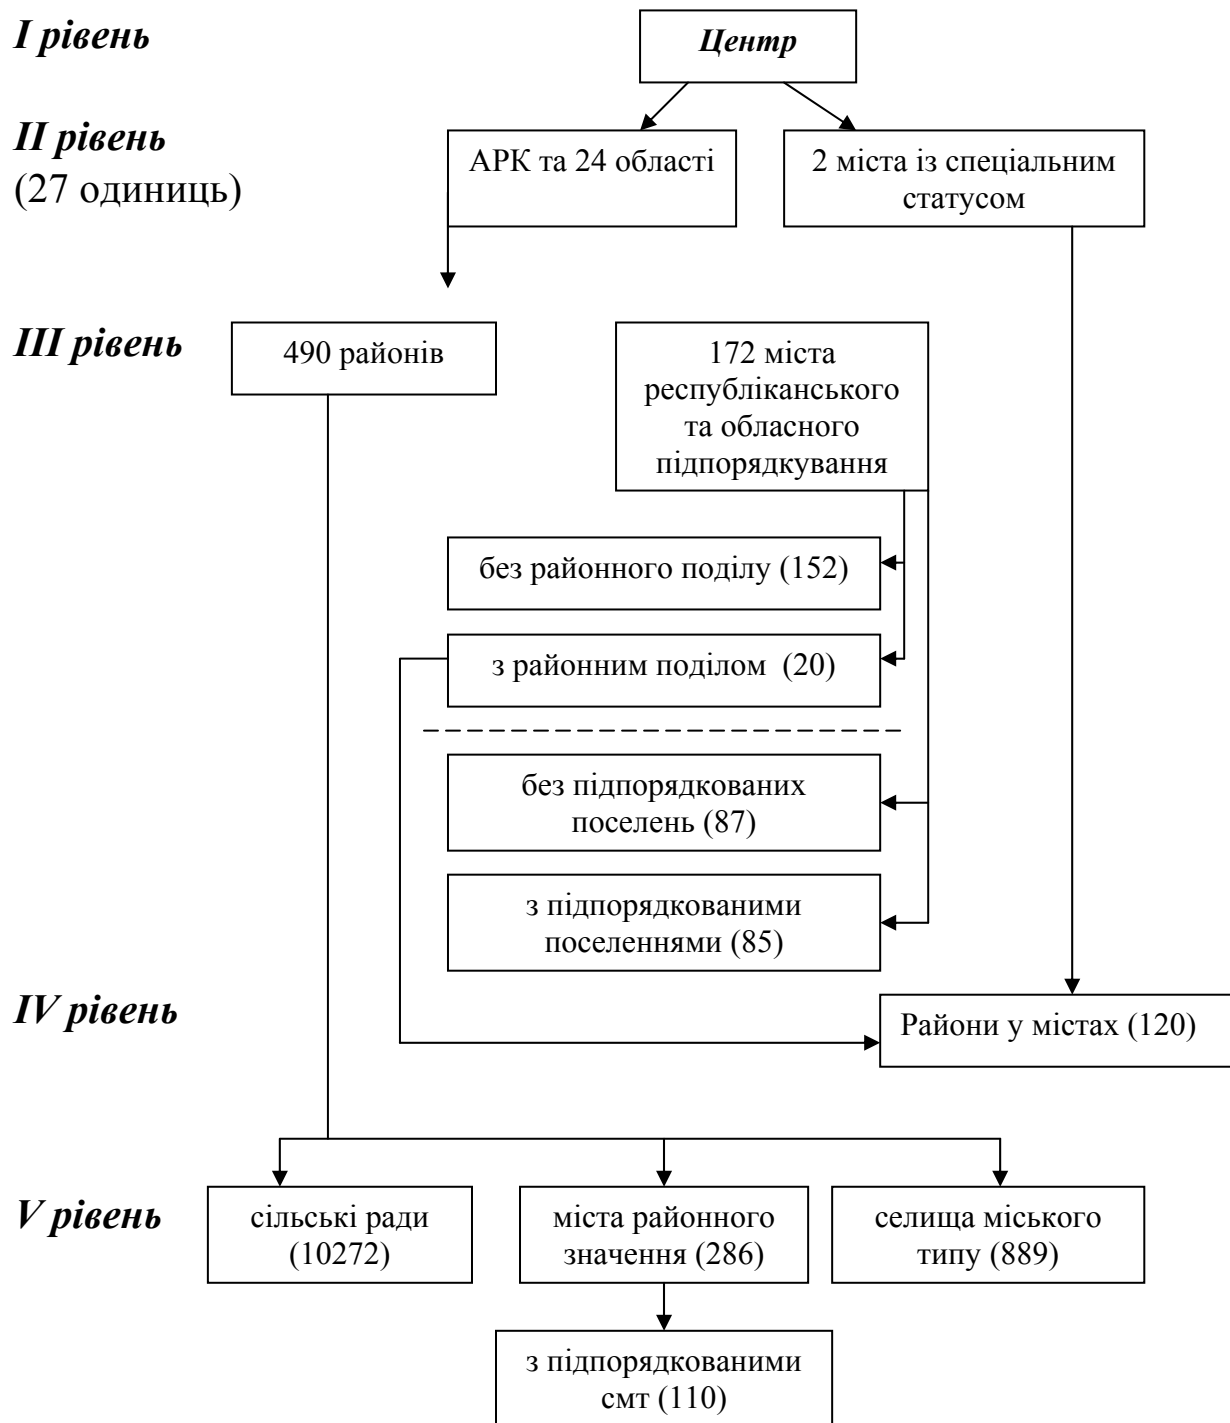 I рівень
Центр
II рівень
(27 одиниць)
АРК та 24 області
2 міста із спеціальним
статусом
III рівень
490 районів
172 міста
республіканського
та обласного
підпорядкування
без районного поділу (152)
з районним поділом (20)
без підпорядкованих
поселень (87)
з підпорядкованими
поселеннями (85)
IV рівень
Райони у містах (120)
V рівень
сільські ради
(10272)
міста районного
значення (286)
селища міського
типу (889)
з підпорядкованими
смт (110)